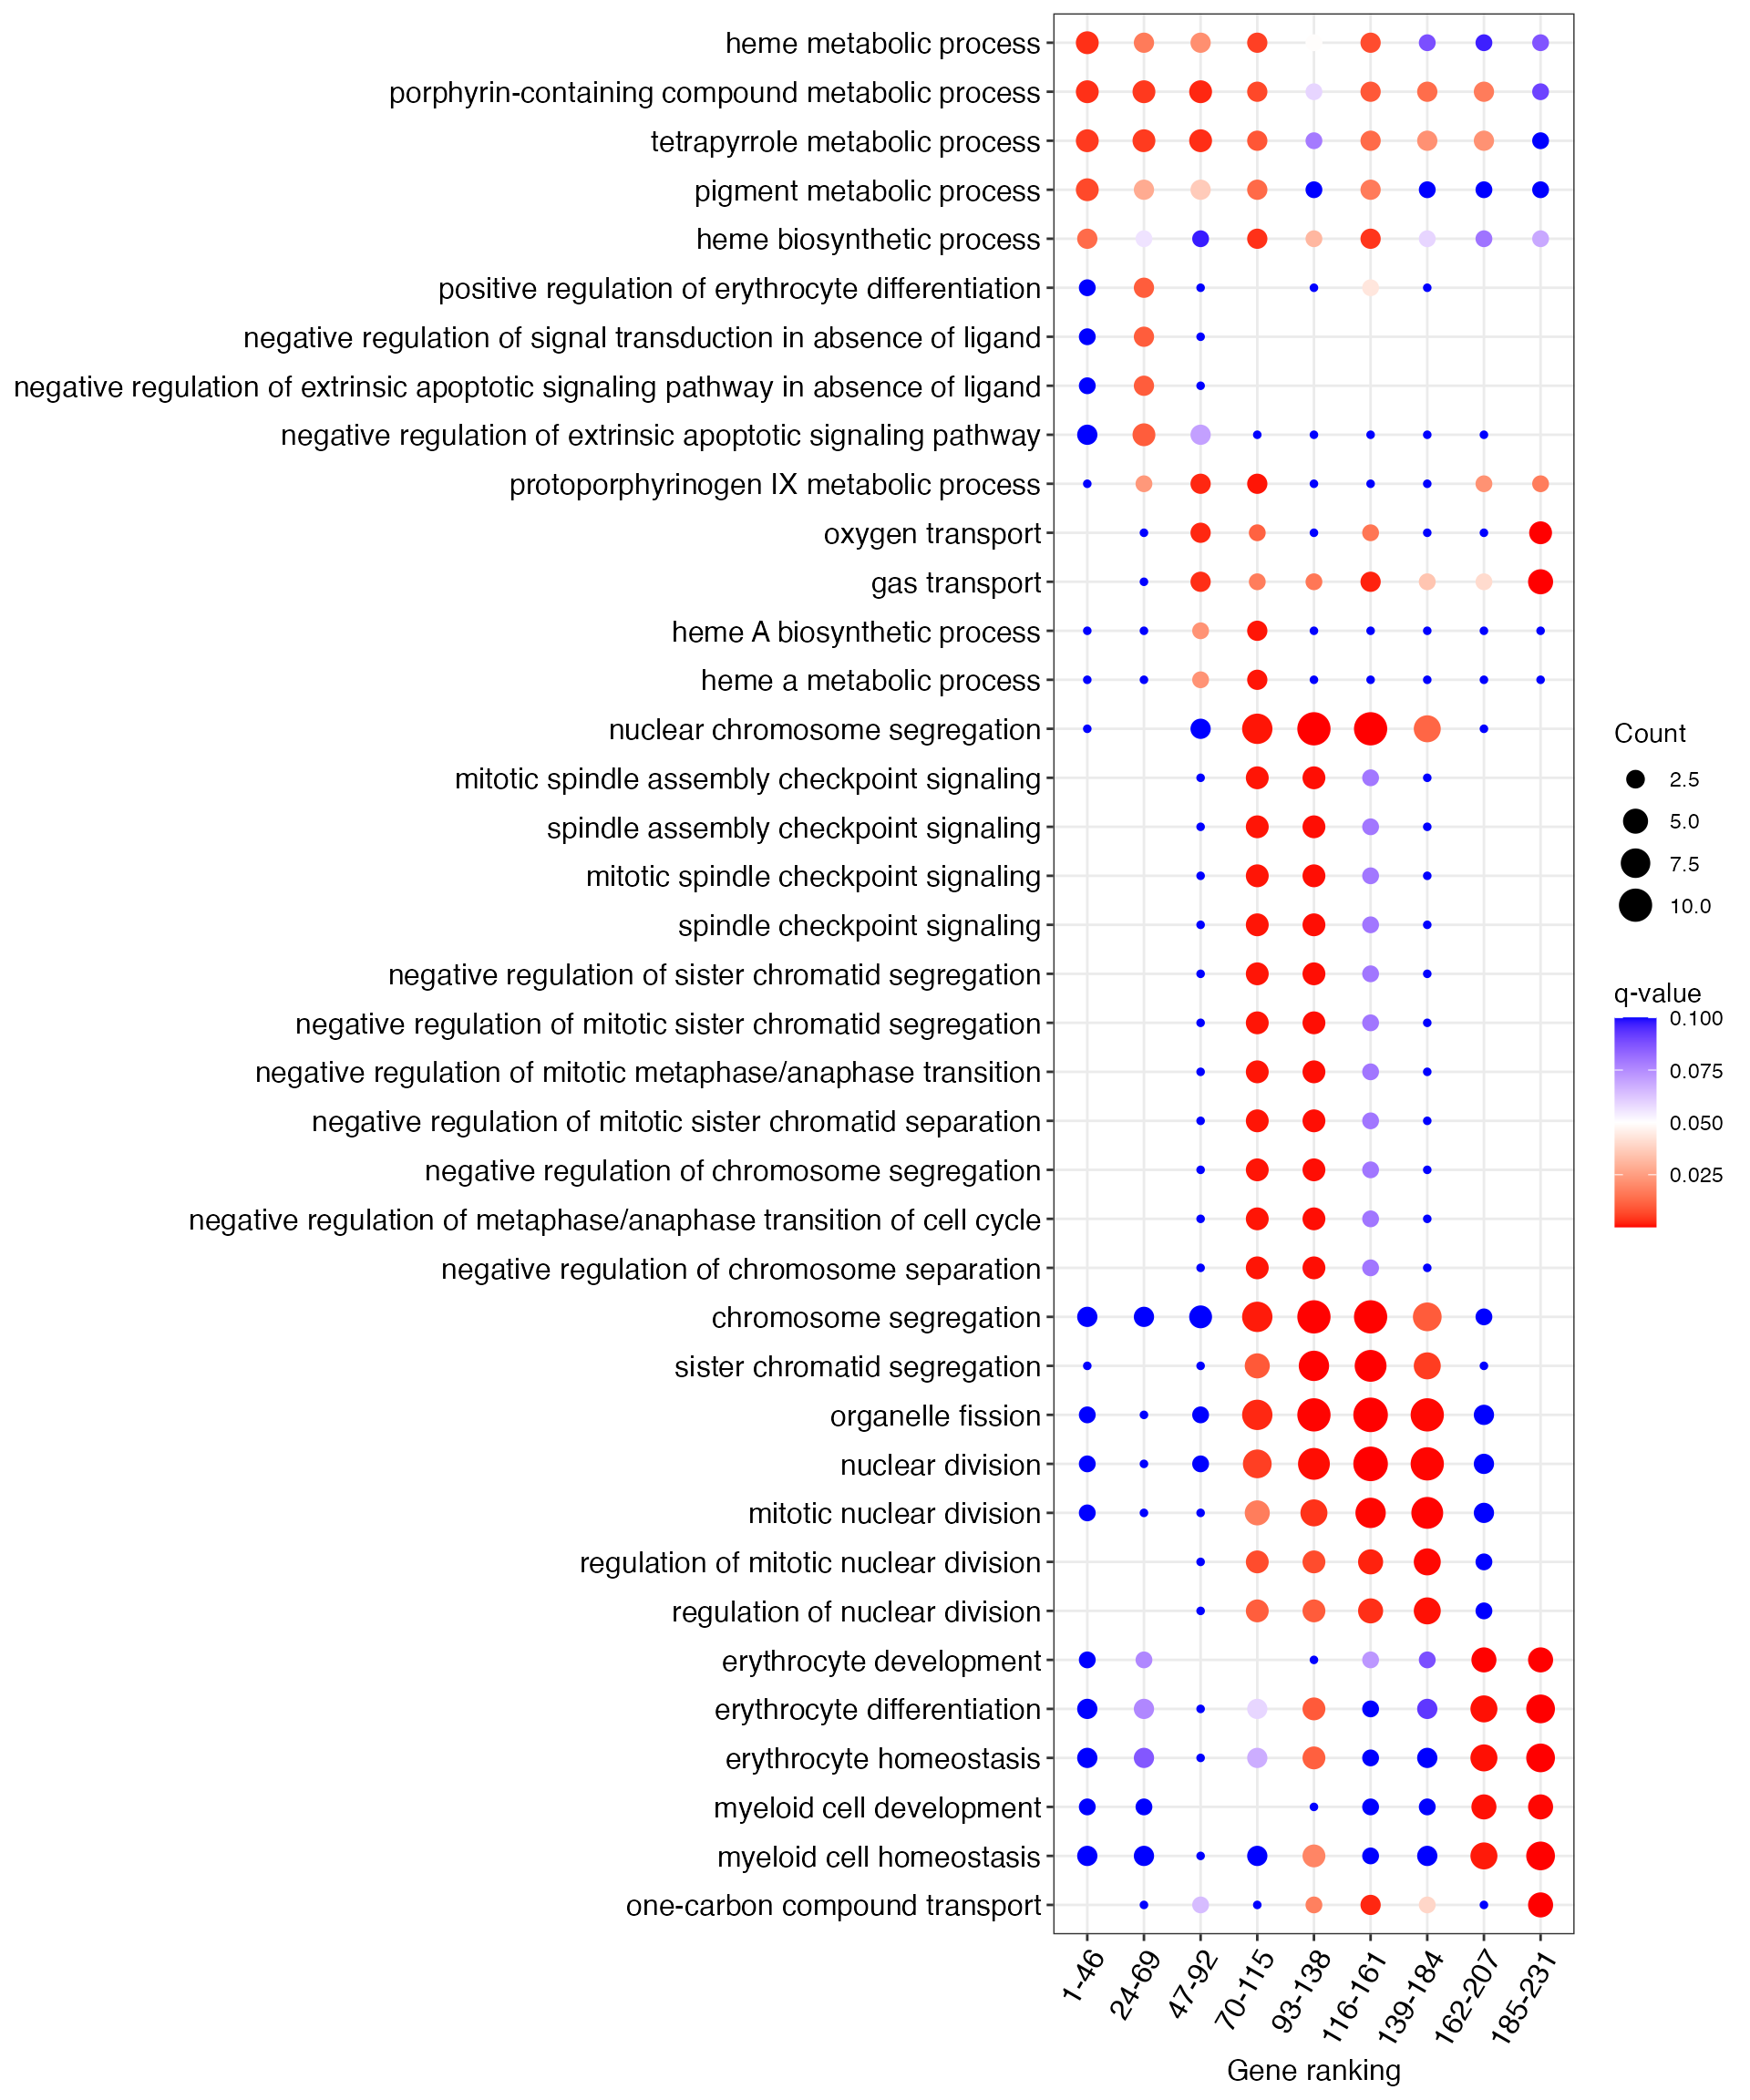 heme metabolic process
porphyrin-containing compound metabolic process
tetrapyrrole metabolic process
pigment metabolic process
heme biosynthetic process
positive regulation of erythrocyte differentiation
negative regulation of signal transduction in absence of ligand
negative regulation of extrinsic apoptotic signaling pathway in absence of ligand
negative regulation of extrinsic apoptotic signaling pathway
protoporphyrinogen IX metabolic process
oxygen transport
gas transport
heme A biosynthetic process
heme a metabolic process
nuclear chromosome segregation
mitotic spindle assembly checkpoint signaling
spindle assembly checkpoint signaling
mitotic spindle checkpoint signaling
spindle checkpoint signaling
negative regulation of sister chromatid segregation
negative regulation of mitotic sister chromatid segregation
negative regulation of mitotic metaphase/anaphase transition
negative regulation of mitotic sister chromatid separation
negative regulation of chromosome segregation
negative regulation of metaphase/anaphase transition of cell cycle
negative regulation of chromosome separation
chromosome segregation
sister chromatid segregation
organelle fission
nuclear division
mitotic nuclear division
regulation of mitotic nuclear division
regulation of nuclear division
erythrocyte development
erythrocyte differentiation
erythrocyte homeostasis
myeloid cell development
myeloid cell homeostasis
one-carbon compound transport
1-46
24-69
47-92
70-115
93-138
116-161
139-184
162-207
185-231
Gene ranking
Count
2.5
5.0
7.5
10.0
q-value
0.100
0.075
0.050
0.025